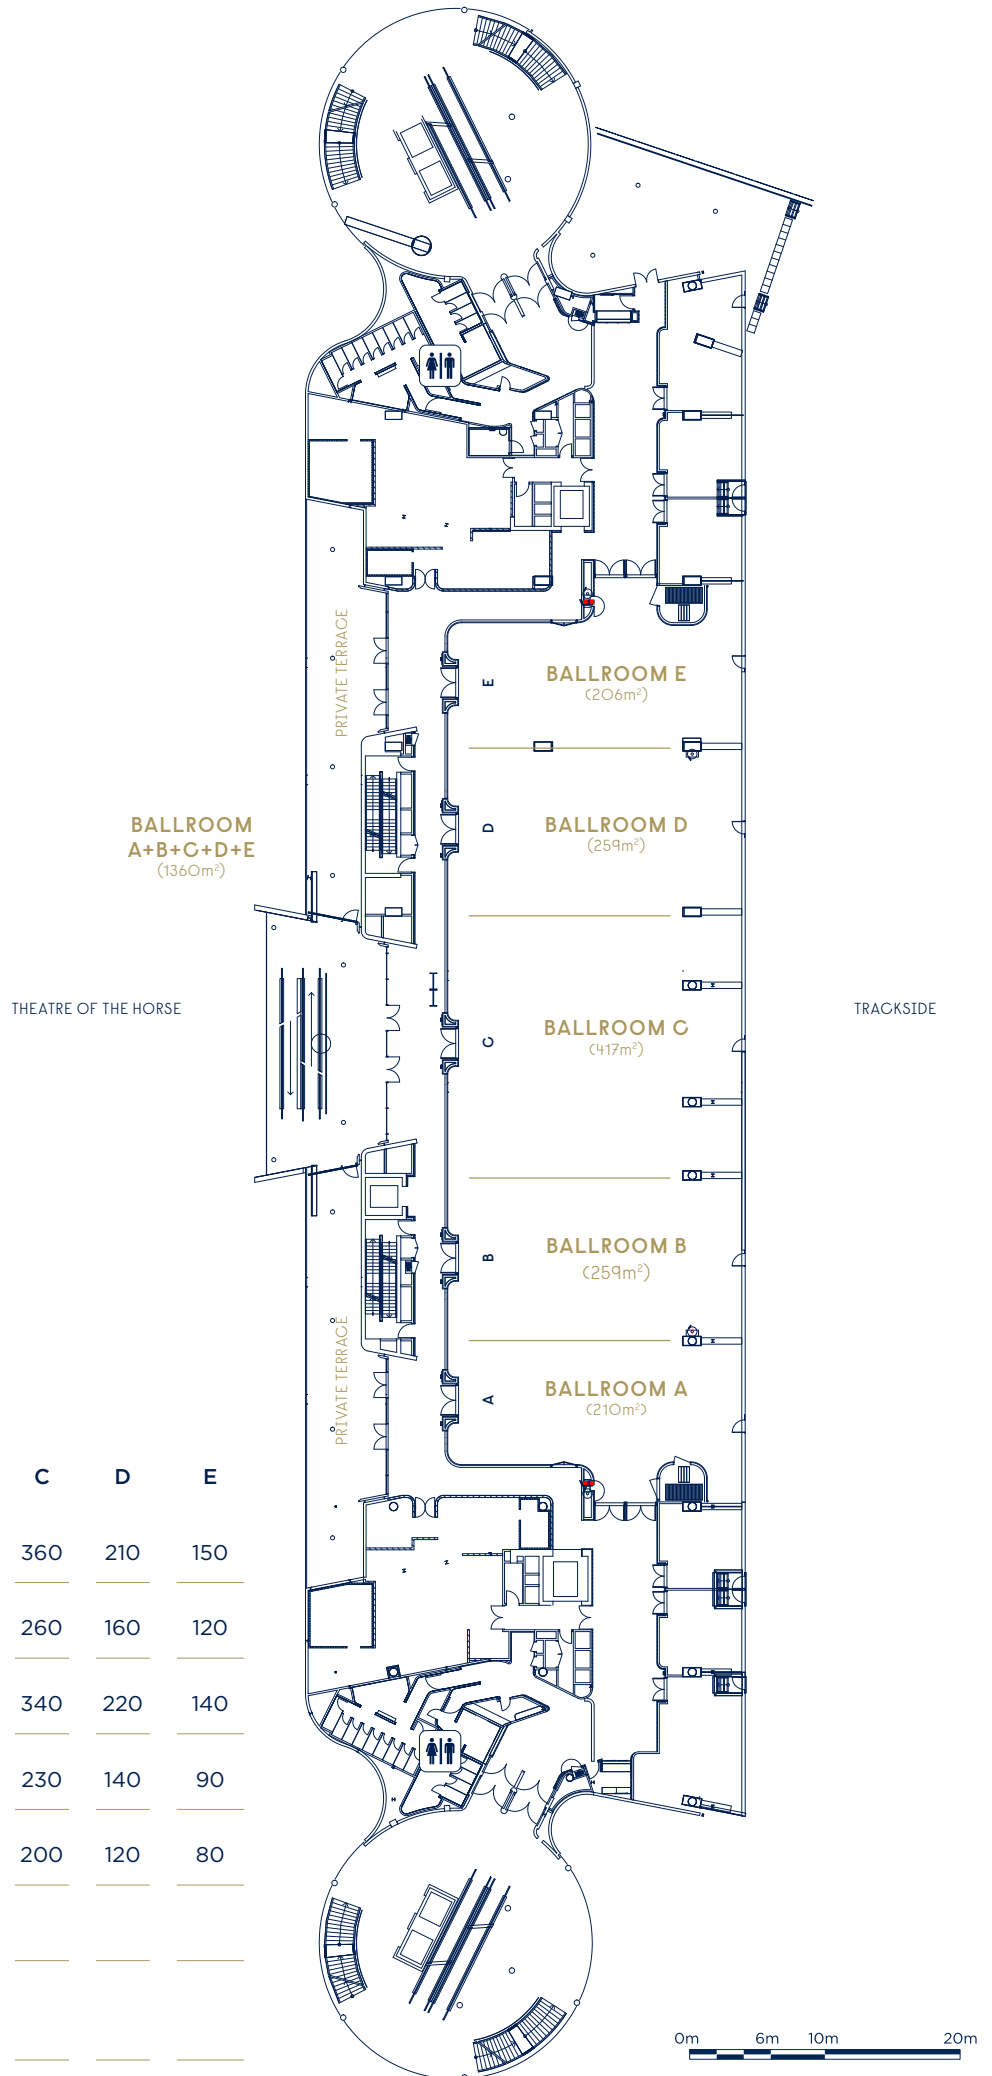 PRIVATE TERRACE
E
BALLROOM E
(206m²)
BALLROOM
A+B+C+D+E
(1360m²)
D
BALLROOM D
(259m²)
THEATRE OF THE HORSE
C
BALLROOM C
(417m²)
TRACKSIDE
B
BALLROOM B
(259m²)
PRIVATE TERRACE
A
BALLROOM A
(210m²)
C D E
360 210 150
260 160 120
340 220 140
230 140 90
200 120 80
0m 6m 10m 20m